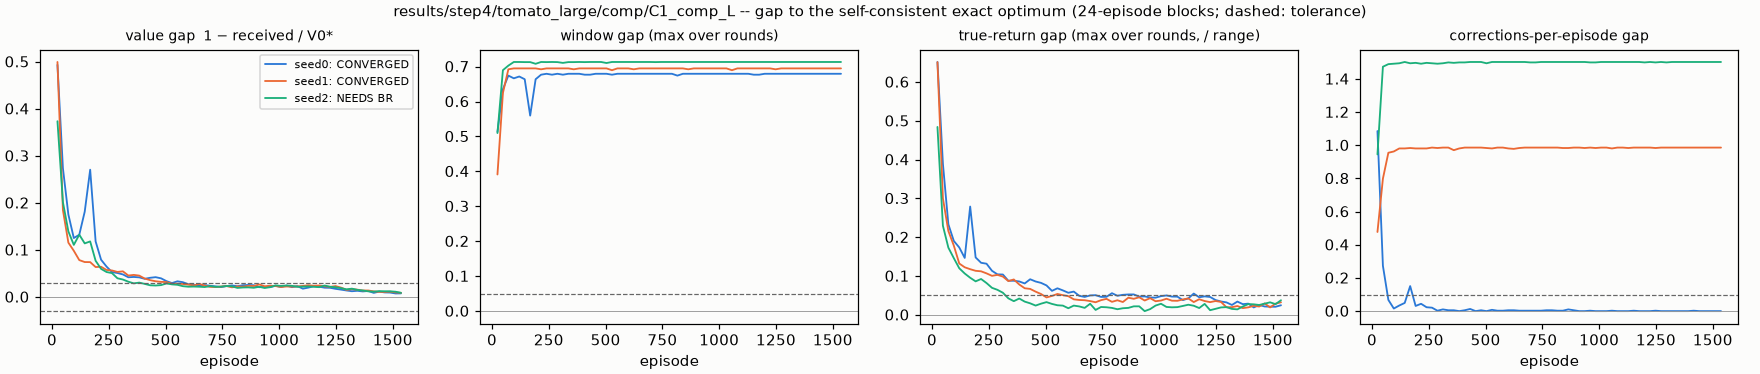 results/step4/tomato_large/comp/C1_comp_L -- gap to the self-consistent exact optimum (24-episode blocks; dashed: tolerance)
value gap 1 − received / V0*
0.5
0.4
0.3
0.2
0.1
0.0
seed0: CONVERGED
seed1: CONVERGED
seed2: NEEDS BR
0 250 500 750 1000 1250 1500
episode
window gap (max over rounds)
0.7
0.6
0.5
0.4
0.3
0.2
0.1
0.0
0 250 500 750 1000 1250 1500
episode
true-return gap (max over rounds, / range)
0.6
0.5
0.4
0.3
0.2
0.1
0.0
0 250 500 750 1000 1250 1500
episode
corrections-per-episode gap
1.4
1.2
1.0
0.8
0.6
0.4
0.2
0.0
0 250 500 750 1000 1250 1500
episode